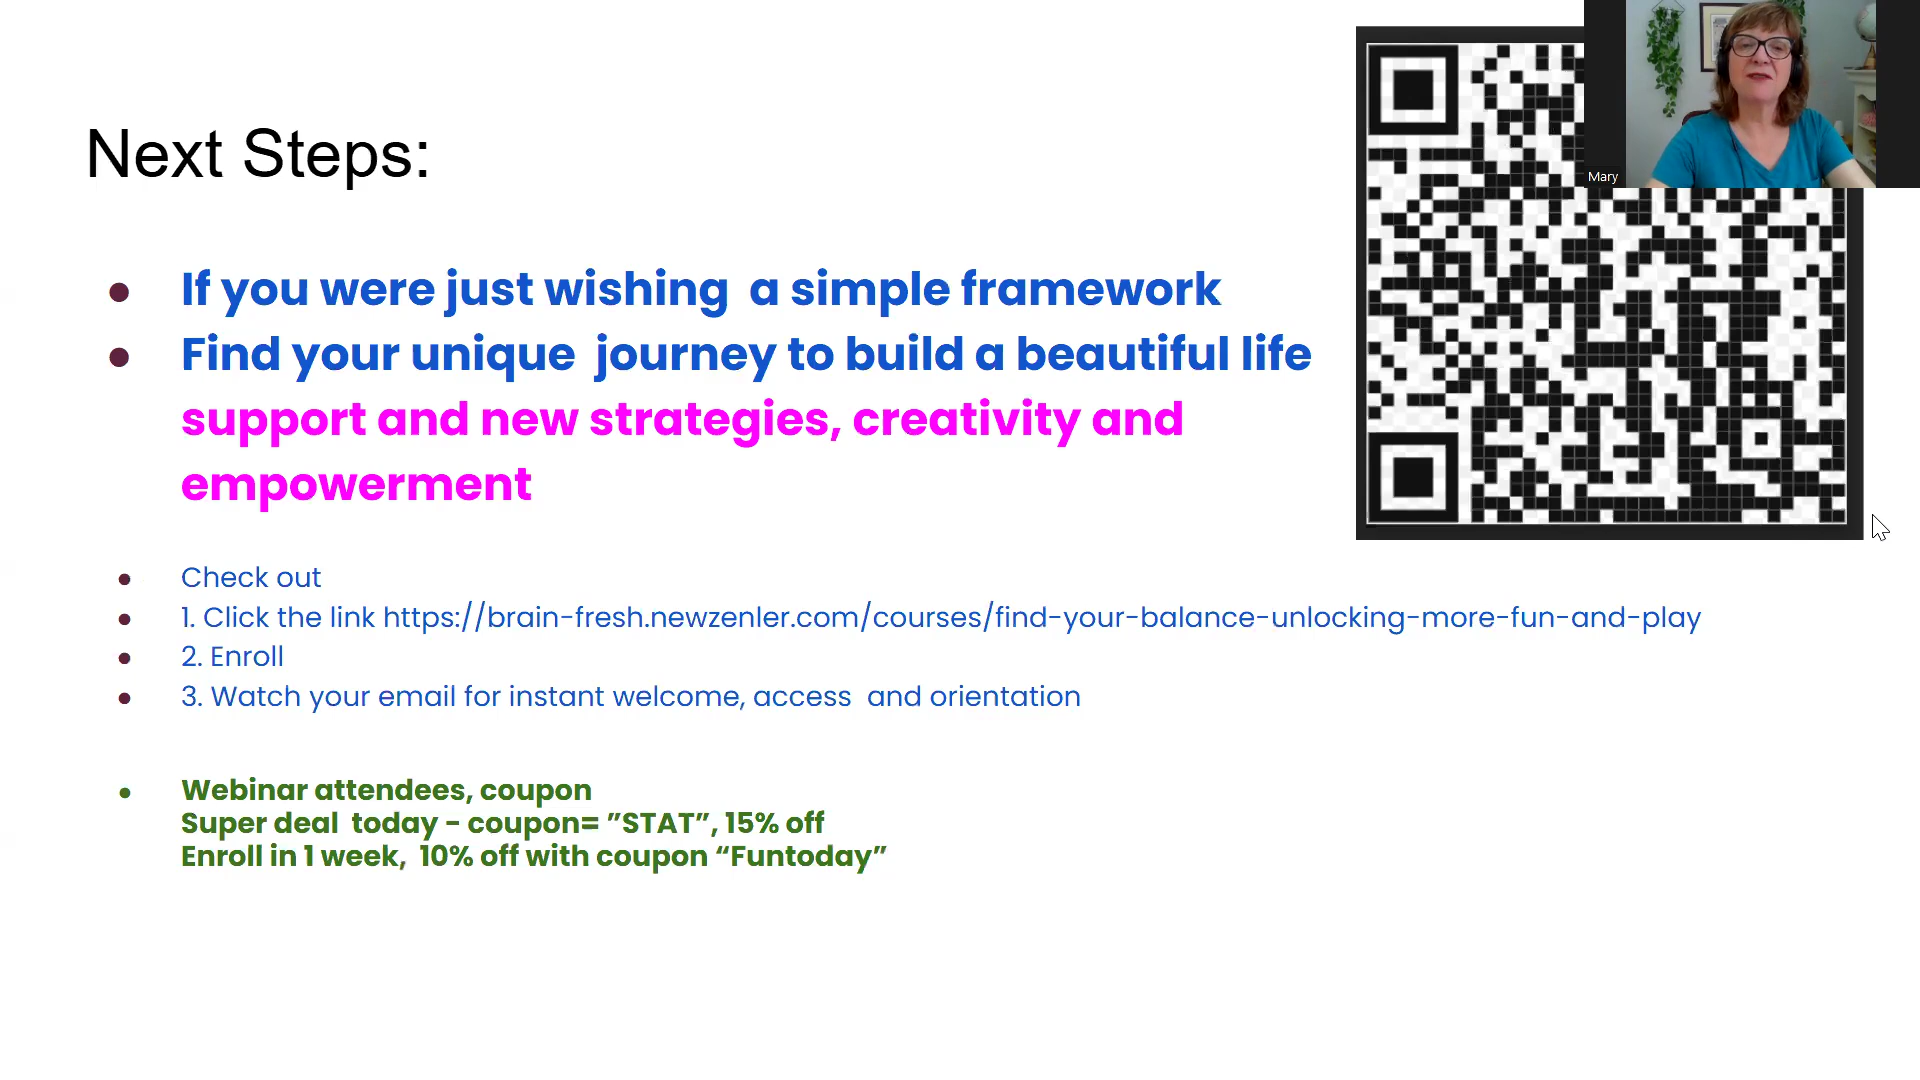 Next Steps:
If you were just wishing  a simple framework
Find your unique  journey to build a beautiful life
support and new strategies, creativity and
empowerment
Check out
1. Click the link https://brain-fresh.newzenler.com/courses/find-your-balance-unlocking-more-fun-and-play
2. Enroll
3. Watch your email for instant welcome, access  and orientation
Webinar attendees, coupon
Super deal  today - coupon= ”STAT”, 15% off
Enroll in 1 week,  10% off with coupon “Funtoday”
Mary